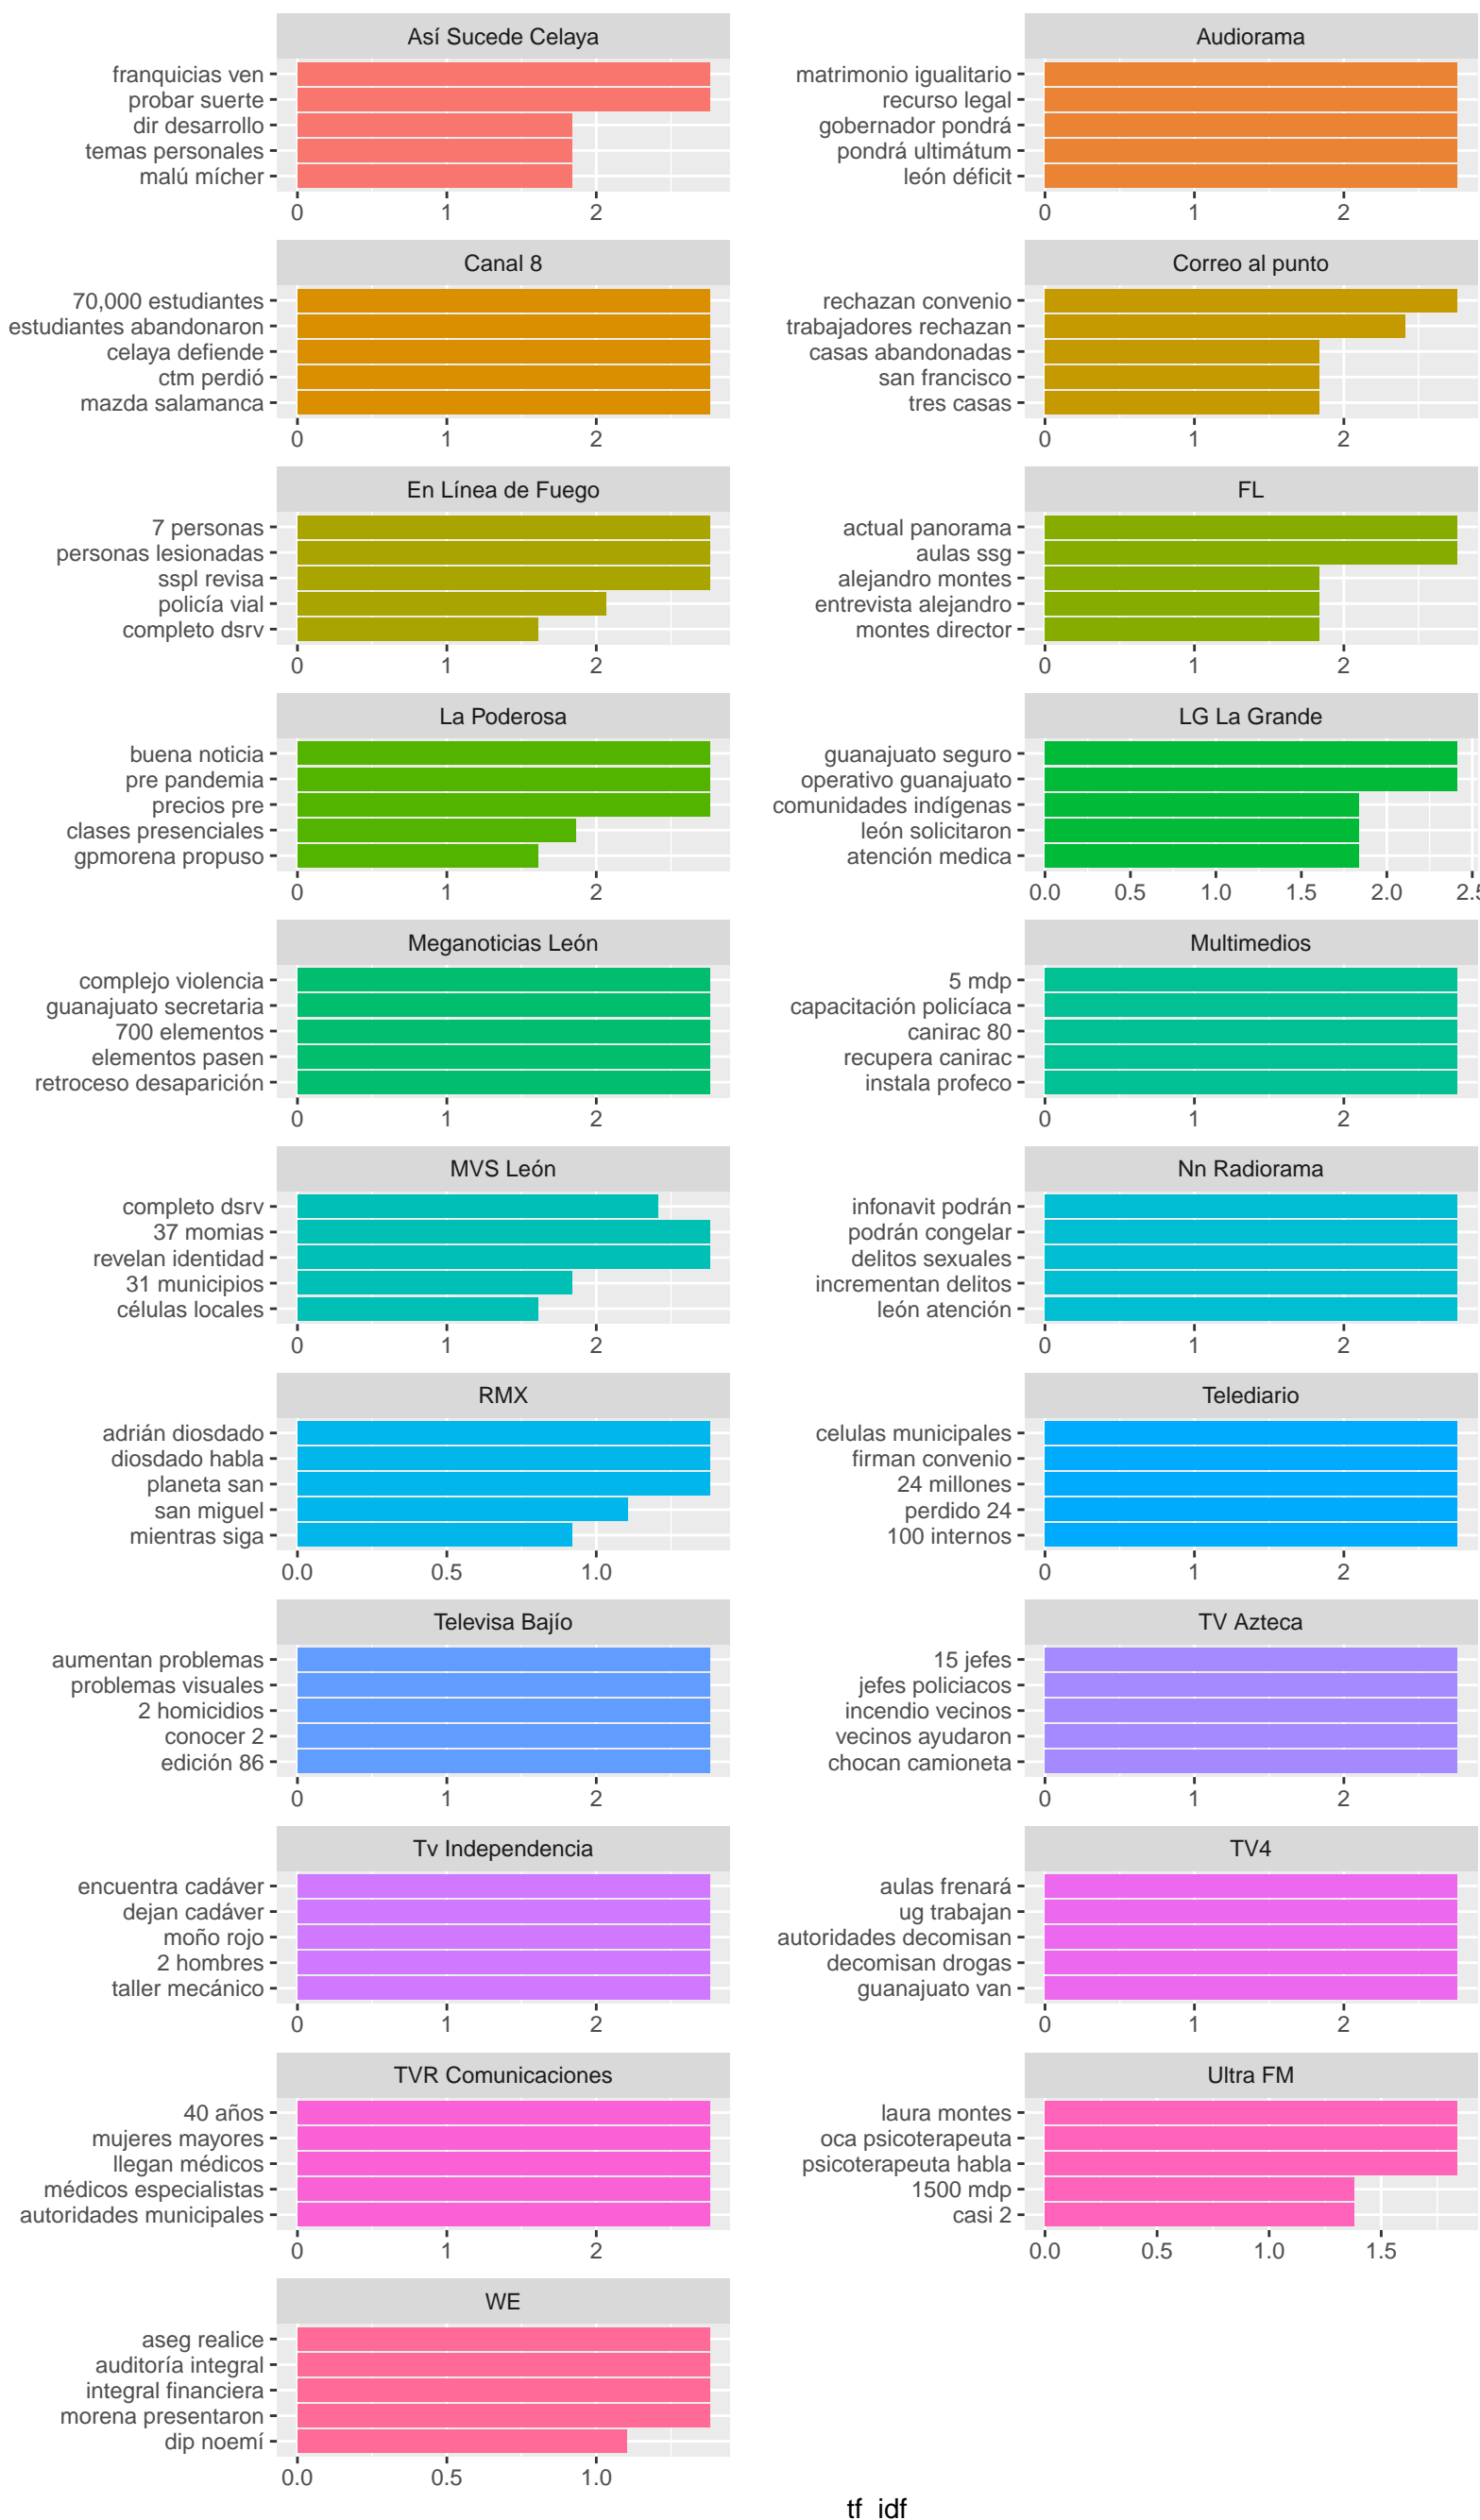 Así Sucede Celaya
franquicias ven
probar suerte
dir desarrollo
temas personales
malú mícher
0 1 2
Audiorama
matrimonio igualitario
recurso legal
gobernador pondrá
pondrá ultimátum
león déficit
0 1 2
Canal 8
70,000 estudiantes
estudiantes abandonaron
celaya defiende
ctm perdió
mazda salamanca
0 1 2
Correo al punto
rechazan convenio
trabajadores rechazan
casas abandonadas
san francisco
tres casas
0 1 2
En Línea de Fuego
7 personas
personas lesionadas
sspl revisa
policía vial
completo dsrv
0 1 2
FL
actual panorama
aulas ssg
alejandro montes
entrevista alejandro
montes director
0 1 2
La Poderosa
buena noticia
pre pandemia
precios pre
clases presenciales
gpmorena propuso
0 1 2
LG La Grande
guanajuato seguro
operativo guanajuato
comunidades indígenas
león solicitaron
atención medica
0.0 0.5 1.0 1.5 2.0 2.5
Meganoticias León
complejo violencia
guanajuato secretaria
700 elementos
elementos pasen
retroceso desaparición
0 1 2
Multimedios
5 mdp
capacitación policíaca
canirac 80
recupera canirac
instala profeco
0 1 2
MVS León
completo dsrv
37 momias
revelan identidad
31 municipios
células locales
0 1 2
Nn Radiorama
infonavit podrán
podrán congelar
delitos sexuales
incrementan delitos
león atención
0 1 2
RMX
adrián diosdado
diosdado habla
planeta san
san miguel
mientras siga
0.0 0.5 1.0
Telediario
celulas municipales
firman convenio
24 millones
perdido 24
100 internos
0 1 2
Televisa Bajío
aumentan problemas
problemas visuales
2 homicidios
conocer 2
edición 86
0 1 2
TV Azteca
15 jefes
jefes policiacos
incendio vecinos
vecinos ayudaron
chocan camioneta
0 1 2
Tv Independencia
encuentra cadáver
dejan cadáver
moño rojo
2 hombres
taller mecánico
0 1 2
TV4
aulas frenará
ug trabajan
autoridades decomisan
decomisan drogas
guanajuato van
0 1 2
TVR Comunicaciones
40 años
mujeres mayores
llegan médicos
médicos especialistas
autoridades municipales
0 1 2
Ultra FM
laura montes
oca psicoterapeuta
psicoterapeuta habla
1500 mdp
casi 2
0.0 0.5 1.0 1.5
WE
aseg realice
auditoría integral
integral financiera
morena presentaron
dip noemí
0.0 0.5 1.0
tf_idf